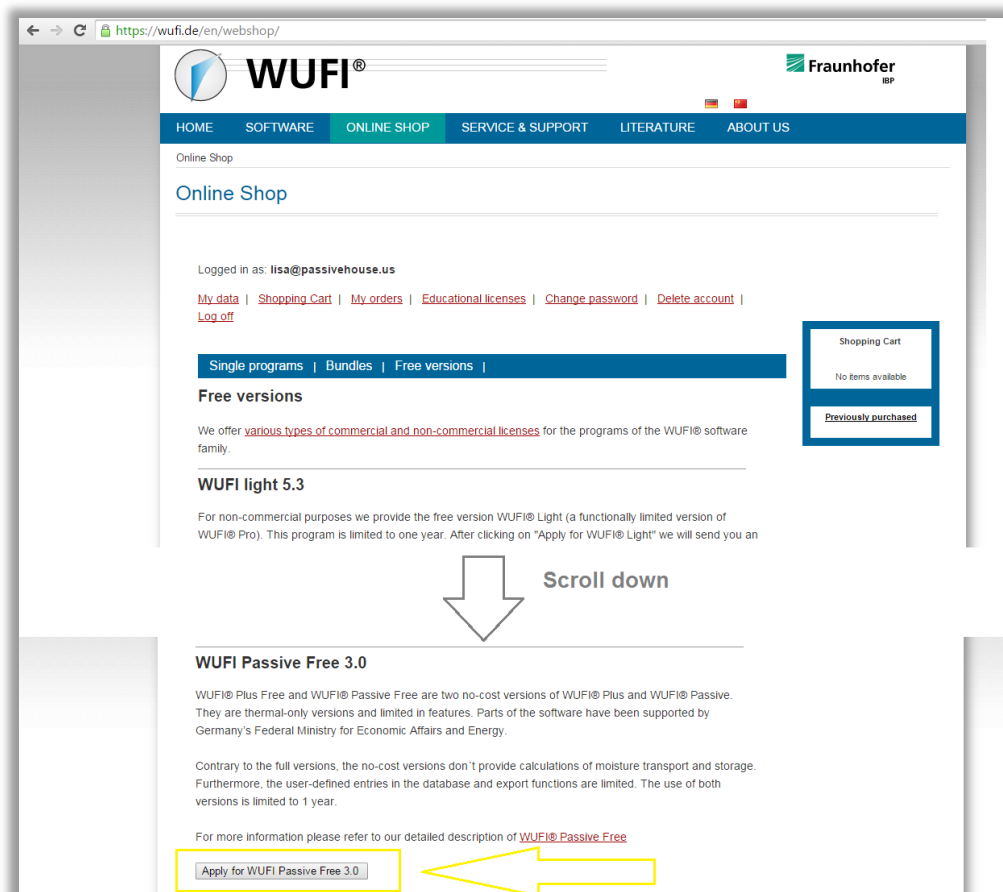 https://wufi.de/en/webshop/
WUFI®
Fraunhofer
IBP
HOME SOFTWARE ONLINE SHOP SERVICE & SUPPORT LITERATURE ABOUT US
Online Shop
Online Shop
Logged in as: lisa@passivehouse.us
My data | Shopping Cart | My orders | Educational licenses | Change password | Delete account |
Log off
Shopping Cart
No items available
Previously purchased
Single programs | Bundles | Free versions |
Free versions
We offer various types of commercial and non-commercial licenses for the programs of the WUFI® software
family.
WUFI light 5.3
For non-commercial purposes we provide the free version WUFI® Light (a functionally limited version of
WUFI® Pro). This program is limited to one year. After clicking on "Apply for WUFI® Light" we will send you an
Scroll down
WUFI Passive Free 3.0
WUFI® Plus Free and WUFI® Passive Free are two no-cost versions of WUFI® Plus and WUFI® Passive.
They are thermal-only versions and limited in features. Parts of the software have been supported by
Germany's Federal Ministry for Economic Affairs and Energy.
Contrary to the full versions, the no-cost versions don´t provide calculations of moisture transport and storage.
Furthermore, the user-defined entries in the database and export functions are limited. The use of both
versions is limited to 1 year.
For more information please refer to our detailed description of WUFI® Passive Free
Apply for WUFI Passive Free 3.0